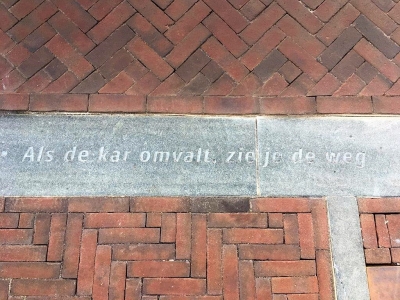 • Als de kar omvalt, zie je de weg